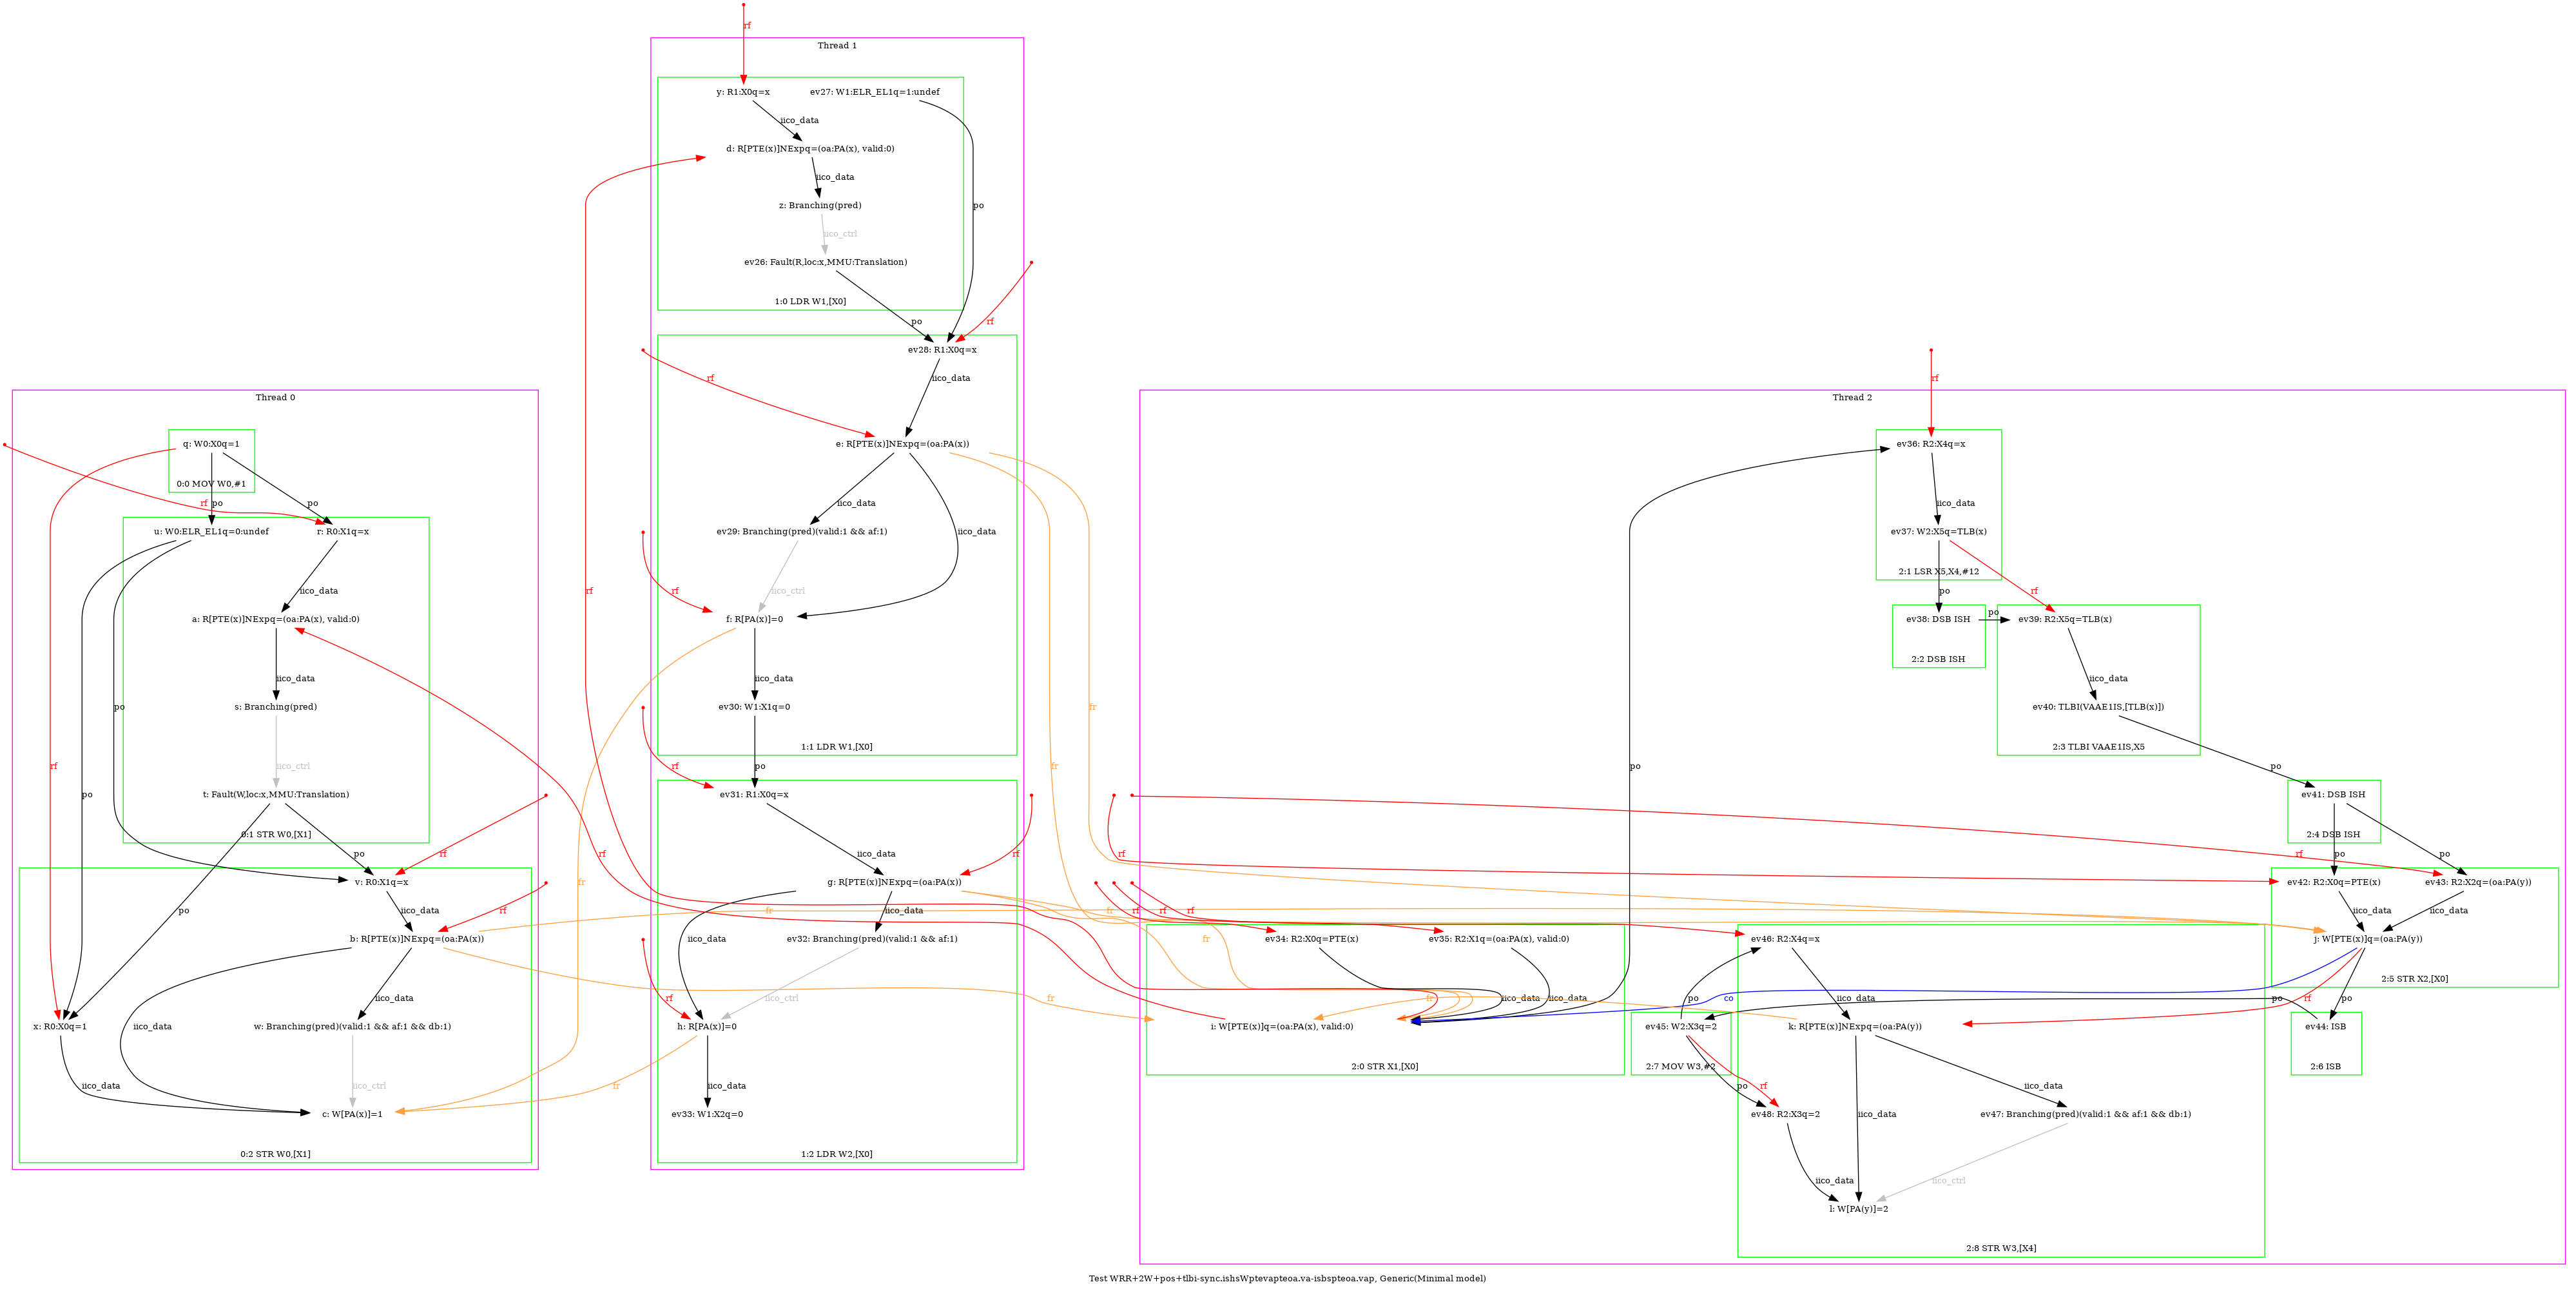 rf
Thread 1
y: R1:X0q=x
ev27: W1:ELR_EL1q=1:undef
iico_data
d: R[PTE(x)]NExpq=(oa:PA(x), valid:0)
iico_data
z: Branching(pred)
po
iico_ctrl
ev26: Fault(R,loc:x,MMU:Translation)
1:0 LDR W1,[X0]
po
rf
ev28: R1:X0q=x
rf
iico_data
rf
e: R[PTE(x)]NExpq=(oa:PA(x))
iico_data
ev29: Branching(pred)(valid:1 && af:1)
iico_data
rf
rf
iico_ctrl
f: R[PA(x)]=0
iico_data
fr
ev30: W1:X1q=0
1:1 LDR W1,[X0]
rf
po
fr
ev31: R1:X0q=x
iico_data
rf
fr
g: R[PTE(x)]NExpq=(oa:PA(x))
iico_data
fr
iico_data
ev32: Branching(pred)(valid:1 && af:1)
fr
rf
iico_ctrl
h: R[PA(x)]=0
fr
iico_data
ev33: W1:X2q=0
1:2 LDR W2,[X0]
Thread 0
q: W0:X0q=1
0:0 MOV W0,#1
rf
po
po
u: W0:ELR_EL1q=0:undef
r: R0:X1q=x
iico_data
a: R[PTE(x)]NExpq=(oa:PA(x), valid:0)
iico_data
po
s: Branching(pred)
rf
iico_ctrl
po
t: Fault(W,loc:x,MMU:Translation)
0:1 STR W0,[X1]
po
rf
rf
v: R0:X1q=x
po
iico_data
rf
fr
b: R[PTE(x)]NExpq=(oa:PA(x))
iico_data
fr
iico_data
x: R0:X0q=1
w: Branching(pred)(valid:1 && af:1 && db:1)
iico_data
iico_ctrl
c: W[PA(x)]=1
0:2 STR W0,[X1]
Thread 2
ev36: R2:X4q=x
iico_data
ev37: W2:X5q=TLB(x)
2:1 LSR X5,X4,#12
po
rf
po
ev38: DSB ISH
2:2 DSB ISH
ev39: R2:X5q=TLB(x)
iico_data
ev40: TLBI(VAAE1IS,[TLB(x)])
2:3 TLBI VAAE1IS,X5
po
po
ev41: DSB ISH
2:4 DSB ISH
rf
rf
po
po
ev42: R2:X0q=PTE(x)
ev43: R2:X2q=(oa:PA(y))
rf
rf
rf
iico_data
iico_data
j: W[PTE(x)]q=(oa:PA(y))
2:5 STR X2,[X0]
ev34: R2:X0q=PTE(x)
ev35: R2:X1q=(oa:PA(x), valid:0)
ev46: R2:X4q=x
fr
iico_data
iico_data
co
po
iico_data
po
rf
po
i: W[PTE(x)]q=(oa:PA(x), valid:0)
2:0 STR X1,[X0]
ev45: W2:X3q=2
2:7 MOV W3,#2
k: R[PTE(x)]NExpq=(oa:PA(y))
ev44: ISB
2:6 ISB
po
rf
iico_data
iico_data
ev48: R2:X3q=2
ev47: Branching(pred)(valid:1 && af:1 && db:1)
iico_data
iico_ctrl
l: W[PA(y)]=2
2:8 STR W3,[X4]
Test WRR+2W+pos+tlbi-sync.ishsWptevapteoa.va-isbspteoa.vap, Generic(Minimal model)